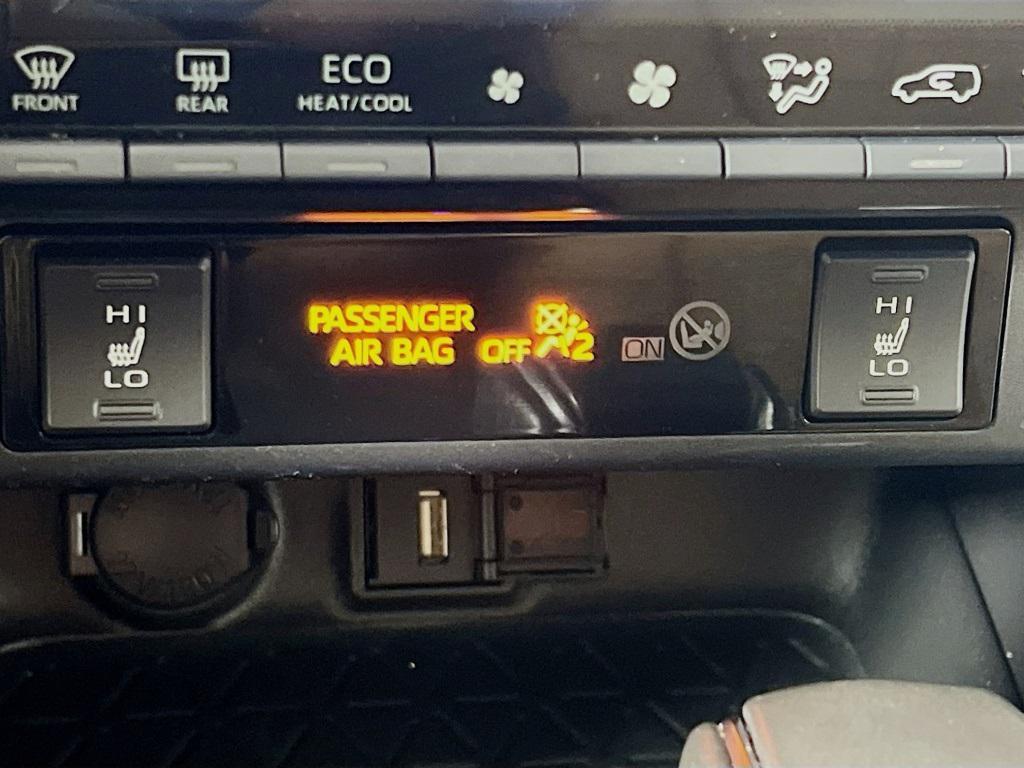 FRONT
REAR
ECO
HEAT/COOL
HI
LO
PASSENGER
AIR BAG OFF 2 ON
HI
LO